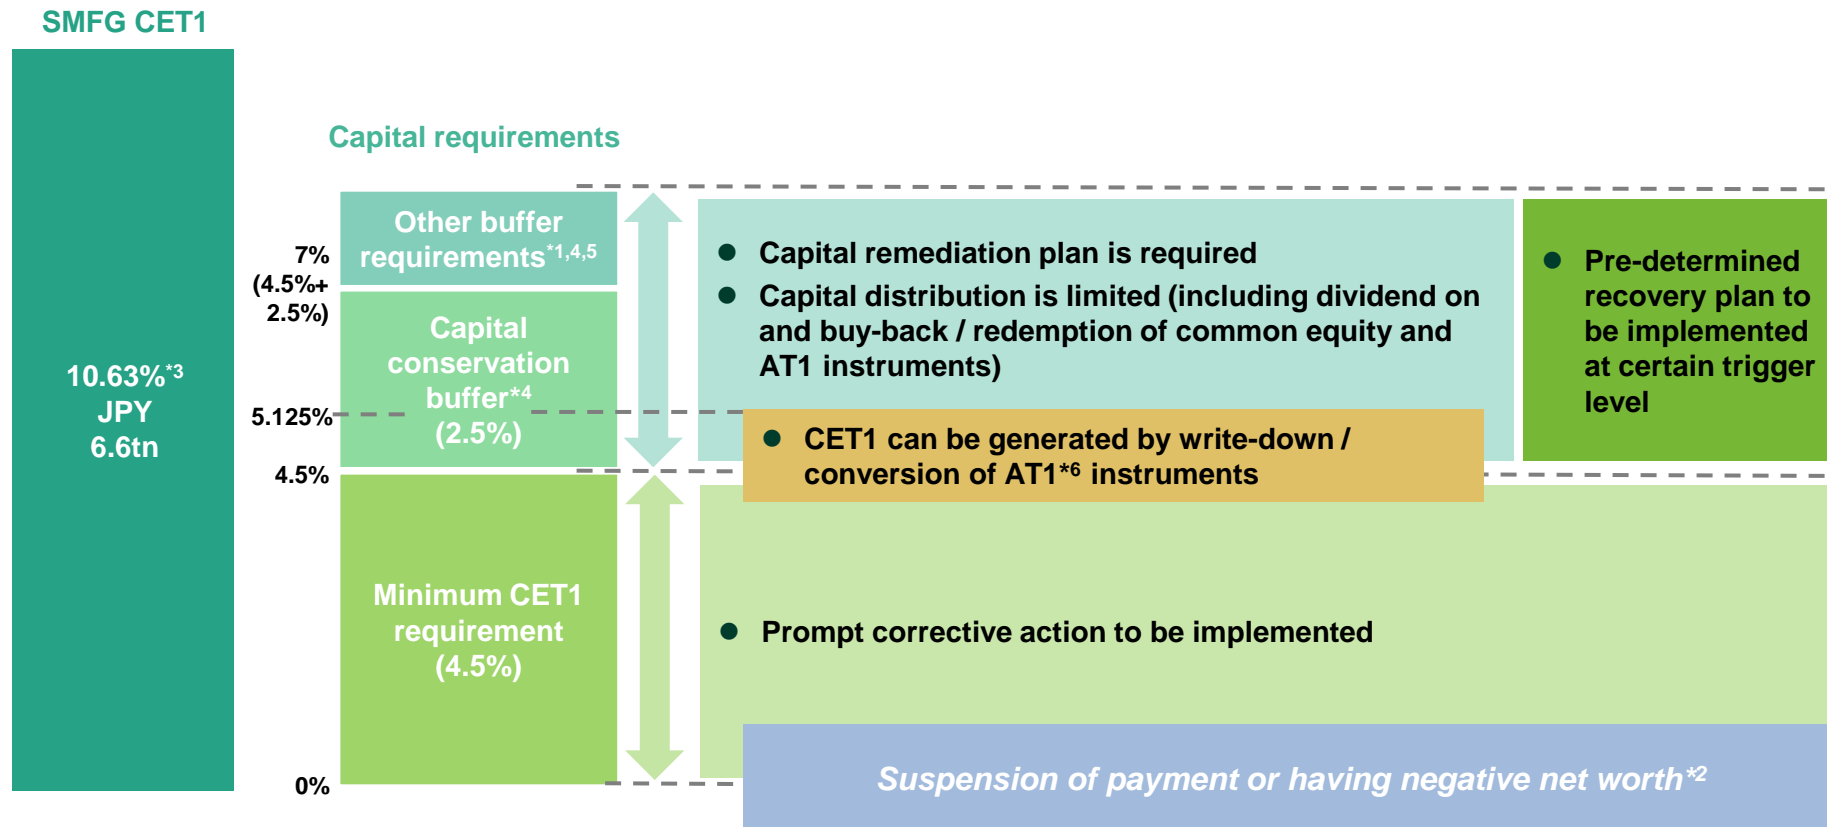 SMFG CET1
10.63%*3
JPY
6.6tn
Capital requirements
7%
(4.5%+
2.5%)
5.125%
4.5%
0%
Other buffer
requirements*1,4,5
Capital
conservation
buffer*4
(2.5%)
Minimum CET1
requirement
(4.5%)
● Capital remediation plan is required
● Capital distribution is limited (including dividend on
and buy-back / redemption of common equity and
AT1 instruments)
● Pre-determined
recovery plan to
be implemented
at certain trigger
level
● CET1 can be generated by write-down /
conversion of AT1*6 instruments
● Prompt corrective action to be implemented
Suspension of payment or having negative net worth*2